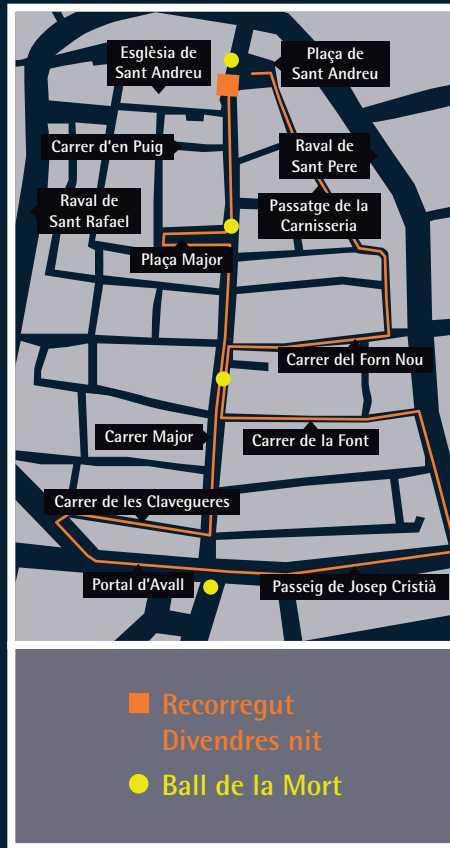 Esglèsia de
Sant Andreu
Plaça de
Sant Andreu
Carrer d'en Puig
Raval de
Sant Pere
Raval de
Sant Rafael
Passatge de la
Carnisseria
Plaça Major
Carrer del Forn Nou
Carrer Major
Carrer de la Font
Carrer de les Clavegueres
Portal d'Avall
Passeig de Josep Cristià
Recorregut
Divendres nit
Ball de la Mort